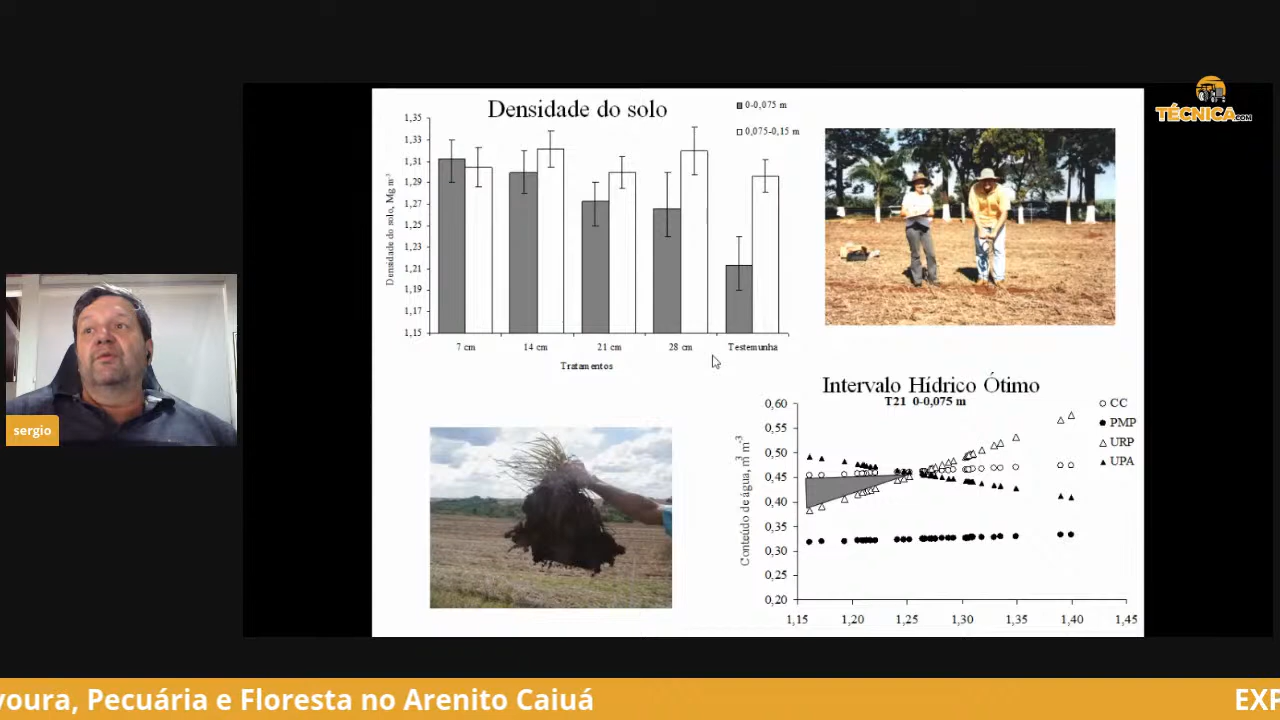 TÉCNICA.COM
Densidade do solo
0-0,075 m
0,075-0,15 m
1,35
1,33
1,31
1,29
1,27
1,25
1,23
1,21
1,19
1,17
1,15
Densidade do solo, Mg m-3
7 cm
14 cm
21 cm
28 cm
Testemunha
Tratamentos
Intervalo Hídrico Ótimo
T21 0-0,075 m
CC
PMP
URP
UPA
0,60
0,55
0,50
0,45
0,40
0,35
0,30
0,25
0,20
Conteúdo de água, m3 m-3
1,15
1,20
1,25
1,30
1,35
1,40
1,45
sergio
voura, Pecuária e Floresta no Arenito Caiuá
EXP